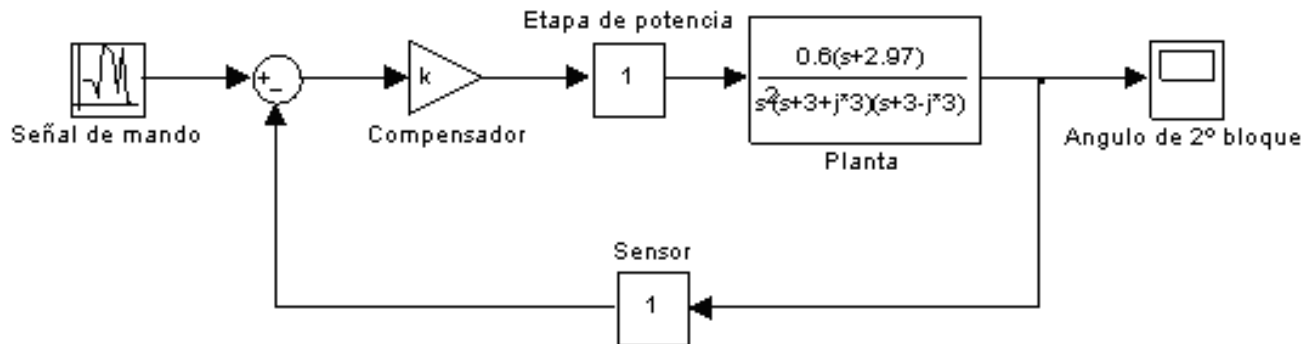 Etapa de potencia
Señal de mando
+
-
k
Compensador
1
0.6(s+2.97)
s^2(s+3+j*3)(s+3-j*3)
Planta
Angulo de 2º bloque
Sensor
1